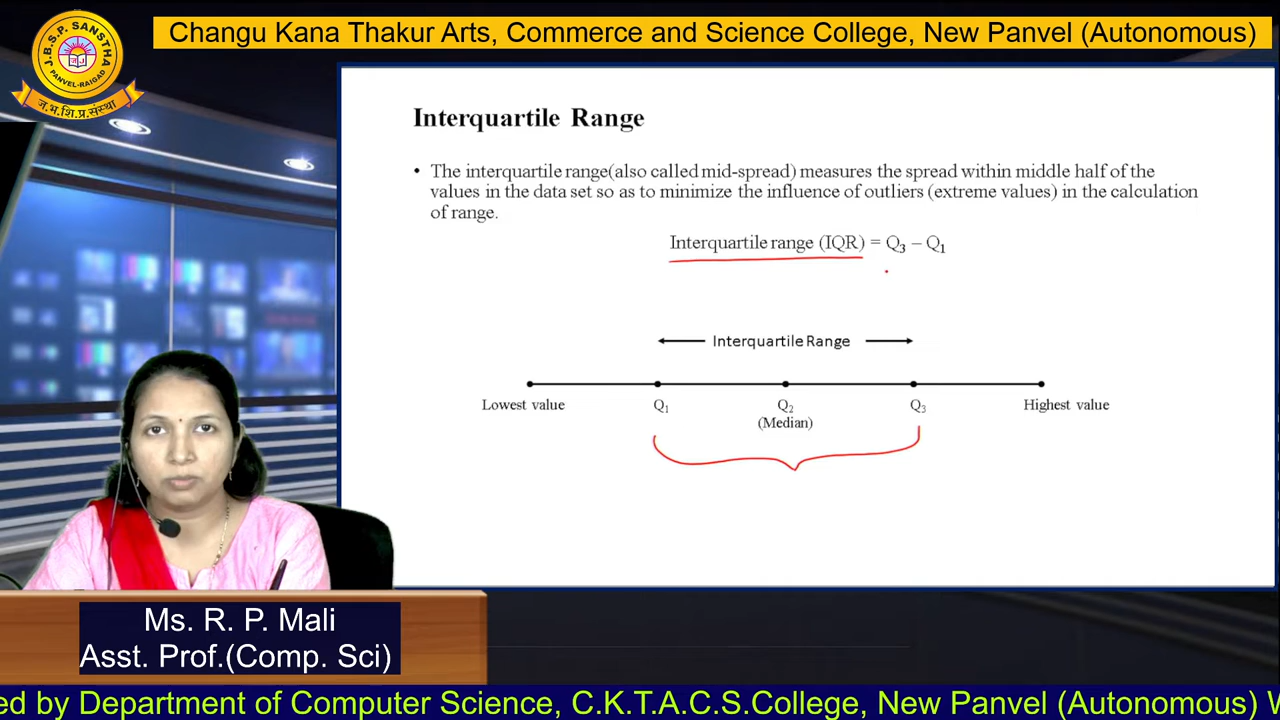 Changu Kana Thakur Arts, Commerce and Science College, New Panvel (Autonomous)
J.B.S.P. SANSTHA
PANVEL-RAIGAD
ज.भ.शि.प्र.संस्था
Interquartile Range
• The interquartile range(also called mid-spread) measures the spread within middle half of the
values in the data set so as to minimize the influence of outliers (extreme values) in the calculation
of range.
Interquartile range (IQR) = Q₃ – Q₁
Interquartile Range
Lowest value Q₁ Q₂ Q₃ Highest value
(Median)
Ms. R. P. Mali
Asst. Prof.(Comp. Sci)
ed by Department of Computer Science, C.K.T.A.C.S.College, New Panvel (Autonomous) W